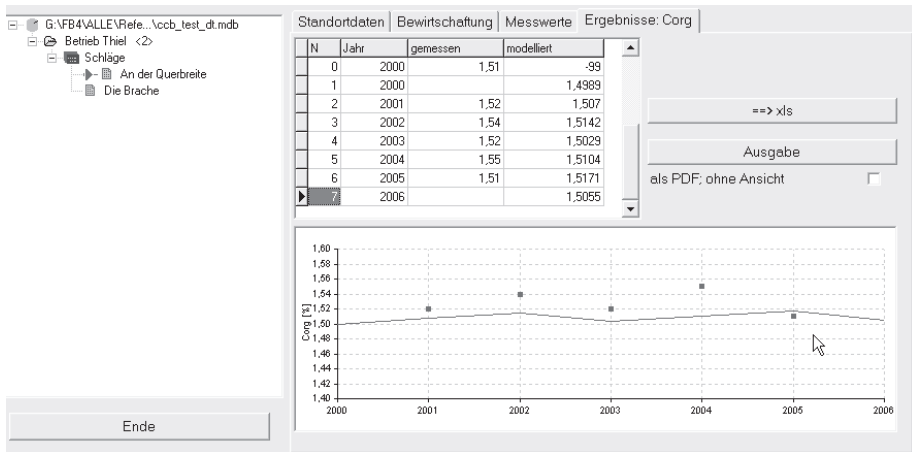 G:\FB4\ALLE\Refe...\ccb_test_dt.mdb
Betrieb Thiel <2>
Schläge
An der Querbreite
Die Brache
Ende
Standortdaten Bewirtschaftung Messwerte Ergebnisse: Corg
N Jahr gemessen modelliert
0 2000 1,51 -99
1 2000 1,4989
2 2001 1,52 1,507
3 2002 1,54 1,5142
4 2003 1,52 1,5029
5 2004 1,55 1,5104
6 2005 1,51 1,5171
7 2006 1,5055
==> xls
Ausgabe
als PDF; ohne Ansicht
Corg [%]
1,60
1,58
1,56
1,54
1,52
1,50
1,48
1,46
1,44
1,42
1,40
2000 2001 2002 2003 2004 2005 2006